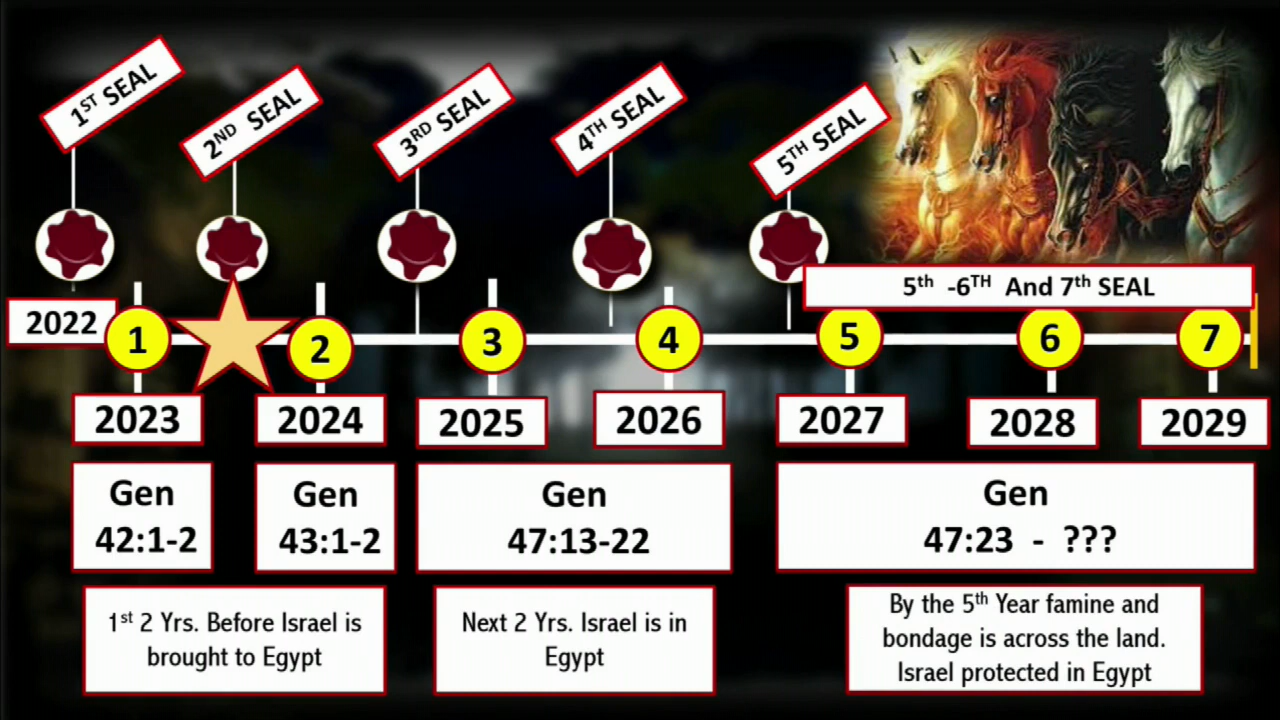 1ST SEAL
2ND SEAL
3RD SEAL
4TH SEAL
5TH SEAL
5th -6TH And 7th SEAL
2022
1
2
3
4
5
6
7
2023
2024
2025
2026
2027
2028
2029
Gen
42:1-2
Gen
43:1-2
Gen
47:13-22
Gen
47:23 - ???
1st 2 Yrs. Before Israel is
brought to Egypt
Next 2 Yrs. Israel is in
Egypt
By the 5th Year famine and
bondage is across the land.
Israel protected in Egypt